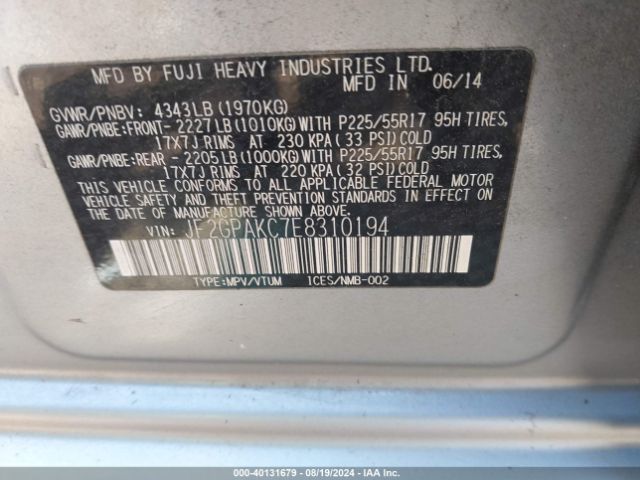 MFD BY FUJI HEAVY INDUSTRIES LTD.
MFD IN 06/14
GVWR/PNBV: 4343LB (1970KG)
GAWR/PNBE:FRONT- 2227LB (1010KG) WITH P225/55R17 95H TIRES,
17X7J RIMS AT 230 KPA (33 PSI) COLD
GAWR/PNBE:REAR - 2205LB (1000KG) WITH P225/55R17 95H TIRES,
17X7J RIMS AT 220 KPA (32 PSI) COLD
THIS VEHICLE CONFORMS TO ALL APPLICABLE FEDERAL MOTOR
VEHICLE SAFETY AND THEFT PREVENTION STANDARDS IN EFFECT ON
THE DATE OF MANUFACTURE SHOWN ABOVE.
VIN: JF2GPAKC7E8310194
TYPE:MPV/VTUM ICES/NMB-002
000-40131679 - 08/19/2024 - IAAI.COM